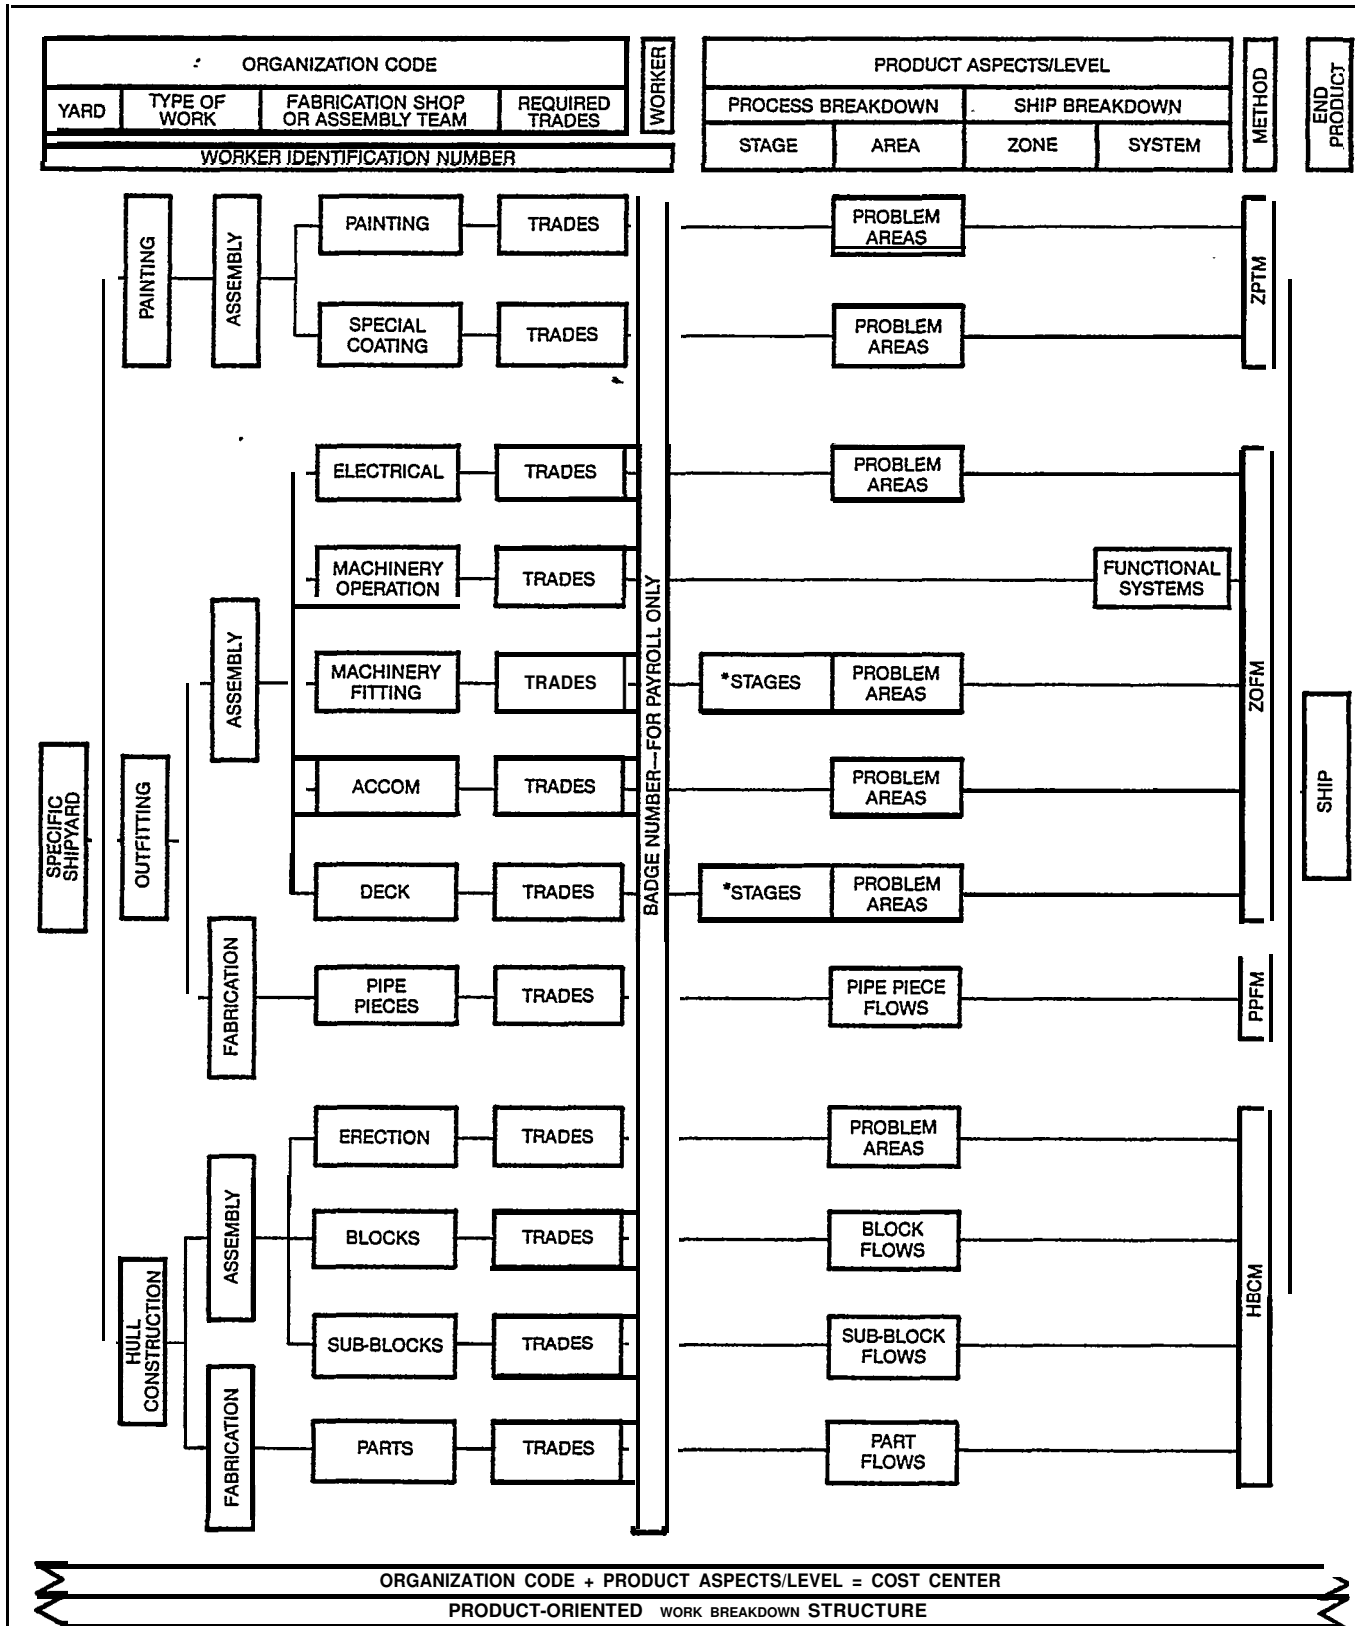 ORGANIZATION CODE
YARD
TYPE OF
WORK
FABRICATION SHOP
OR ASSEMBLY TEAM
REQUIRED
TRADES
WORKER IDENTIFICATION NUMBER
WORKER
PRODUCT ASPECTS/LEVEL
PROCESS BREAKDOWN
SHIP BREAKDOWN
STAGE
AREA
ZONE
SYSTEM
METHOD
END
PRODUCT
SPECIFIC
SHIPYARD
PAINTING
ASSEMBLY
PAINTING
TRADES
PROBLEM
AREAS
SPECIAL
COATING
TRADES
PROBLEM
AREAS
ZPTM
OUTFITTING
ASSEMBLY
ELECTRICAL
TRADES
PROBLEM
AREAS
MACHINERY
OPERATION
TRADES
FUNCTIONAL
SYSTEMS
MACHINERY
FITTING
TRADES
*STAGES
PROBLEM
AREAS
ACCOM
TRADES
PROBLEM
AREAS
DECK
TRADES
*STAGES
PROBLEM
AREAS
ZOFM
FABRICATION
PIPE
PIECES
TRADES
PIPE PIECE
FLOWS
PPFM
HULL
CONSTRUCTION
ASSEMBLY
ERECTION
TRADES
PROBLEM
AREAS
BLOCKS
TRADES
BLOCK
FLOWS
SUB-BLOCKS
TRADES
SUB-BLOCK
FLOWS
FABRICATION
PARTS
TRADES
PART
FLOWS
HBCM
BADGE NUMBER—FOR PAYROLL ONLY
SHIP
ORGANIZATION CODE + PRODUCT ASPECTS/LEVEL = COST CENTER
PRODUCT-ORIENTED WORK BREAKDOWN STRUCTURE